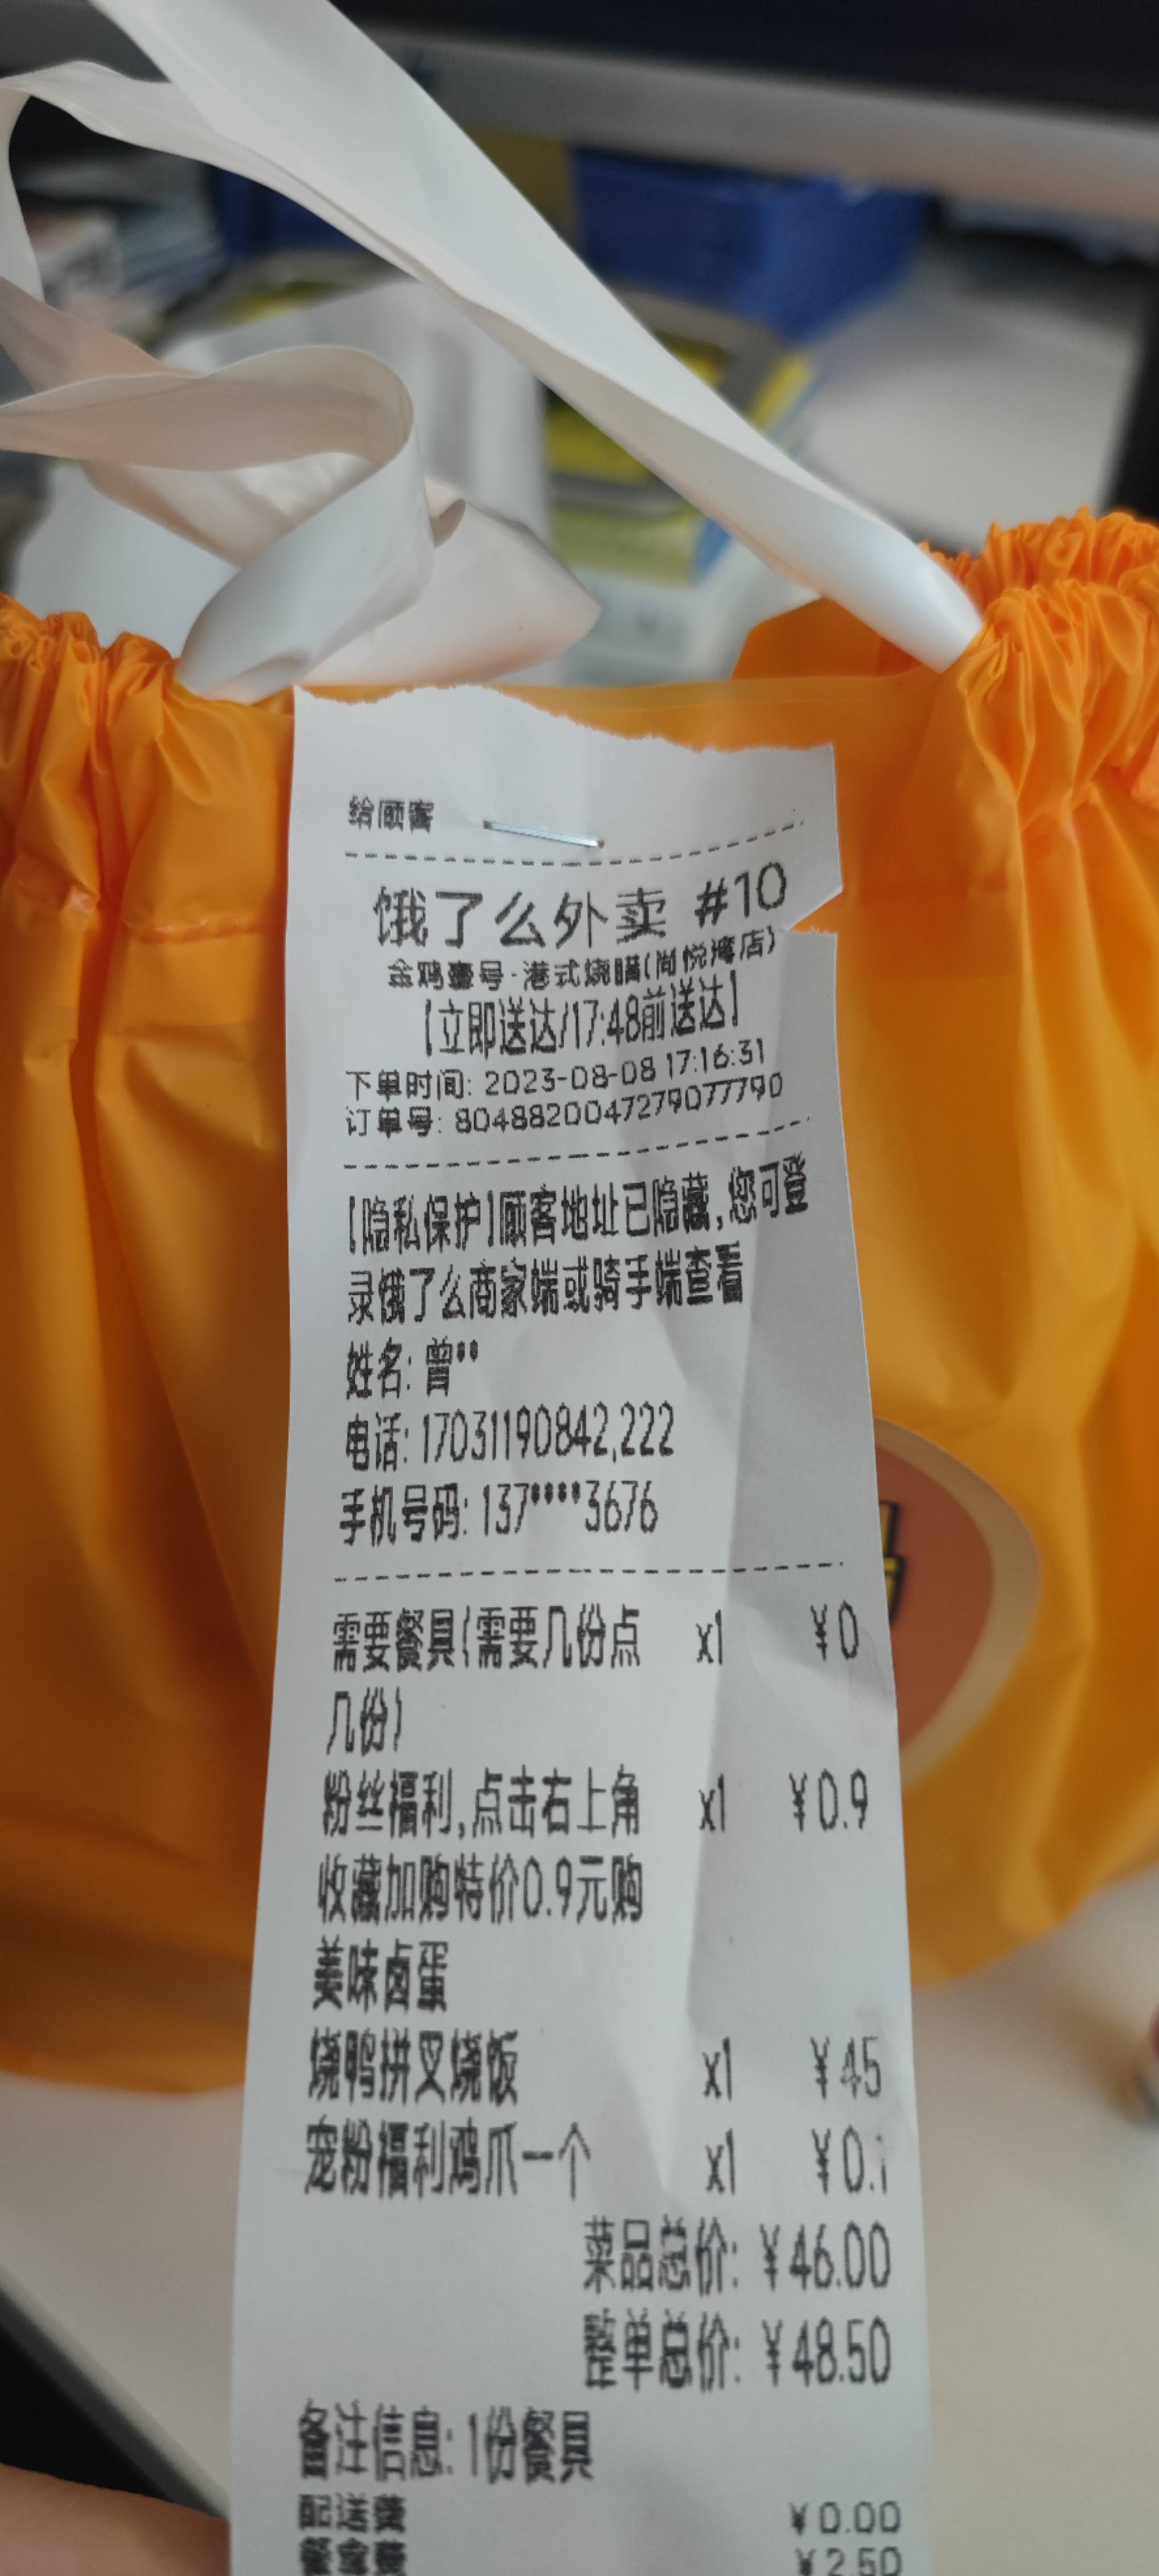 给顾客
饿了么外卖 #10
金鸡壹号·港式烧腊(尚悦湾店)
【立即送达/17:48前送达】
下单时间: 2023-08-08 17:16:31
订单号: 8048820047279077790
【隐私保护】顾客地址已隐藏,您可登
录饿了么商家端或骑手端查看
姓名: 曾**
电话: 17031190842,222
手机号码: 137****3676
需要餐具(需要几份点 x1 ¥0
几份)
粉丝福利,点击右上角 x1 ¥0.9
收藏加购特价0.9元购
美味卤蛋
烧鸭拼叉烧饭 x1 ¥45
宠粉福利鸡爪一个 x1 ¥0.1
菜品总价: ¥46.00
整单总价: ¥48.50
备注信息: 1份餐具
配送费 ¥0.00
餐盒费 ¥2.50